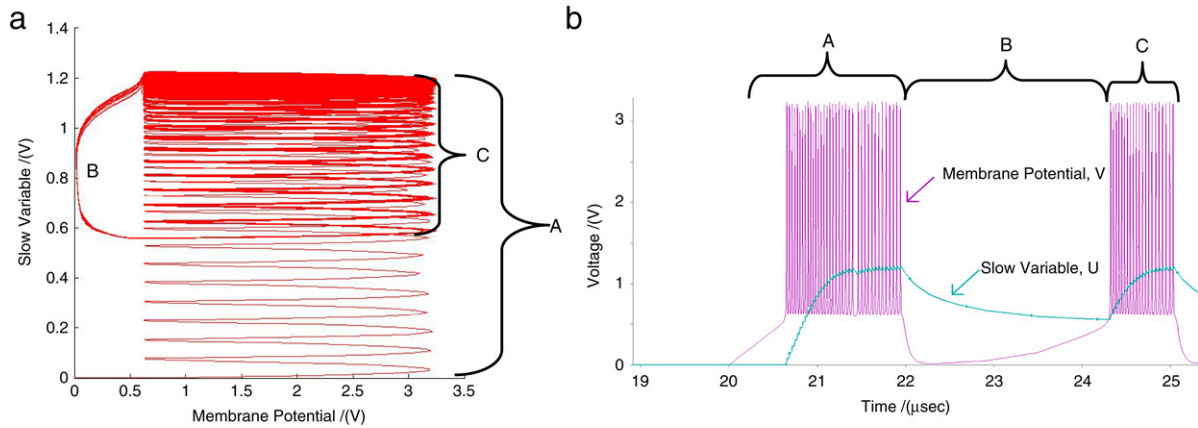 a
1.4
1.2
1
0.8
0.6
0.4
0.2
0
Slow Variable /(V)
B
C
A
0 0.5 1 1.5 2 2.5 3 3.5
Membrane Potential /(V)
b
A
B
C
3
2
1
0
Voltage /(V)
Membrane Potential, V
Slow Variable, U
19 20 21 22 23 24 25
Time /(μsec)